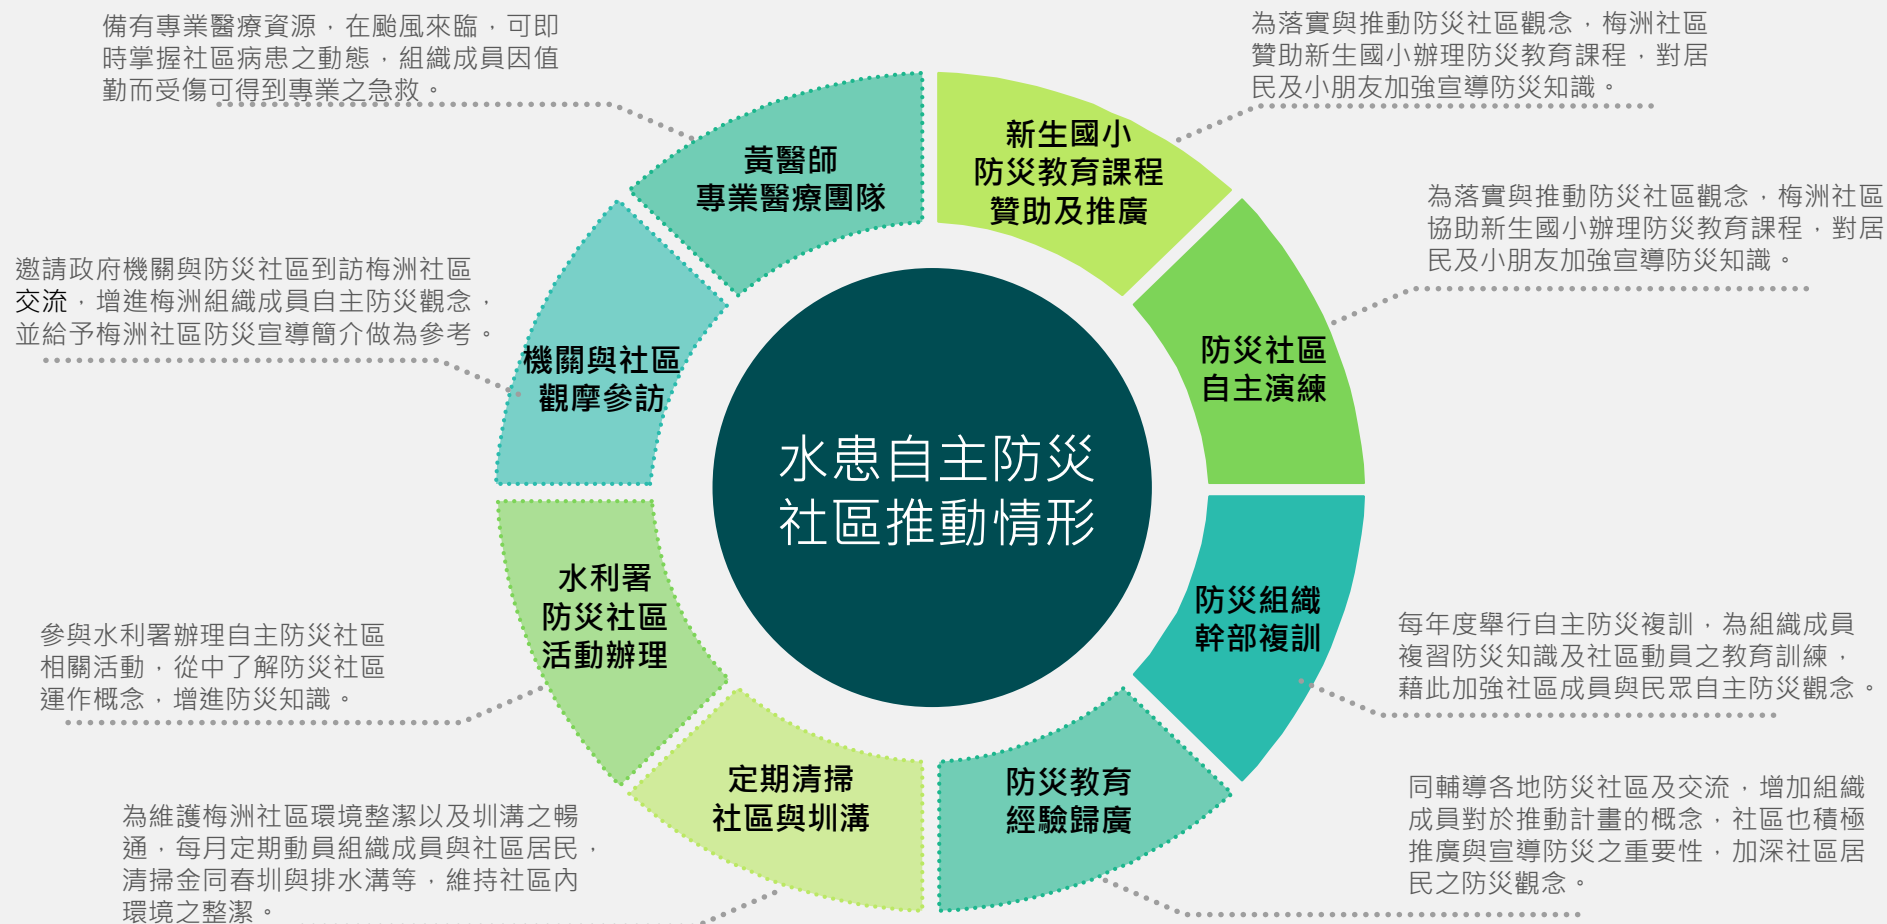 備有專業醫療資源，在颱風來臨，可即
時掌握社區病患之動態，組織成員因值
勤而受傷可得到專業之急救。
為落實與推動防災社區觀念，梅洲社區
贊助新生國小辦理防災教育課程，對居
民及小朋友加強宣導防災知識。
黃醫師
專業醫療團隊
新生國小
防災教育課程
贊助及推廣
為落實與推動防災社區觀念，梅洲社區
協助新生國小辦理防災教育課程，對居
民及小朋友加強宣導防災知識。
邀請政府機關與防災社區到訪梅洲社區
交流，增進梅洲組織成員自主防災觀念，
並給予梅洲社區防災宣導簡介做為參考。
機關與社區
觀摩參訪
防災社區
自主演練
水患自主防災
社區推動情形
水利署
防災社區
活動辦理
防災組織
幹部複訓
參與水利署辦理自主防災社區
相關活動，從中了解防災社區
運作概念，增進防災知識。
每年度舉行自主防災複訓，為組織成員
複習防災知識及社區動員之教育訓練，
藉此加強社區成員與民眾自主防災觀念。
定期清掃
社區與圳溝
防災教育
經驗歸廣
為維護梅洲社區環境整潔以及圳溝之暢
通，每月定期動員組織成員與社區居民，
清掃金同春圳與排水溝等，維持社區內
環境之整潔。
同輔導各地防災社區及交流，增加組織
成員對於推動計畫的概念，社區也積極
推廣與宣導防災之重要性，加深社區居
民之防災觀念。